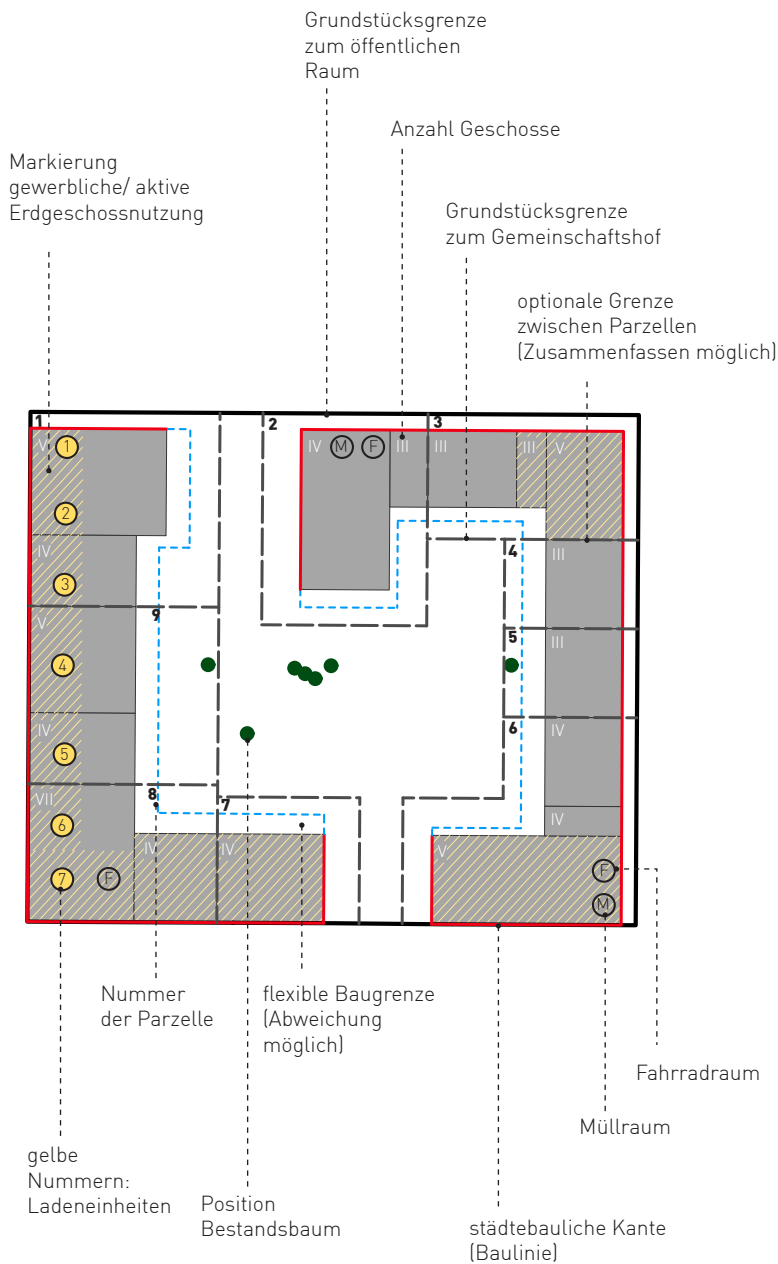 Grundstücksgrenze
zum öffentlichen
Raum
Anzahl Geschosse
Markierung
gewerbliche/ aktive
Erdgeschossnutzung
Grundstücksgrenze
zum Gemeinschaftshof
optionale Grenze
zwischen Parzellen
(Zusammenfassen möglich)
1
2
3
V
1
IV
M
F
III
III
III
V
2
IV
4
III
3
9
V
5
III
4
6
IV
IV
5
VII
8
7
6
IV
IV
IV
V
7
F
F
M
Nummer
der Parzelle
flexible Baugrenze
(Abweichung
möglich)
Fahrradraum
Müllraum
gelbe
Nummern:
Ladeneinheiten
Position
Bestandsbaum
städtebauliche Kante
(Baulinie)